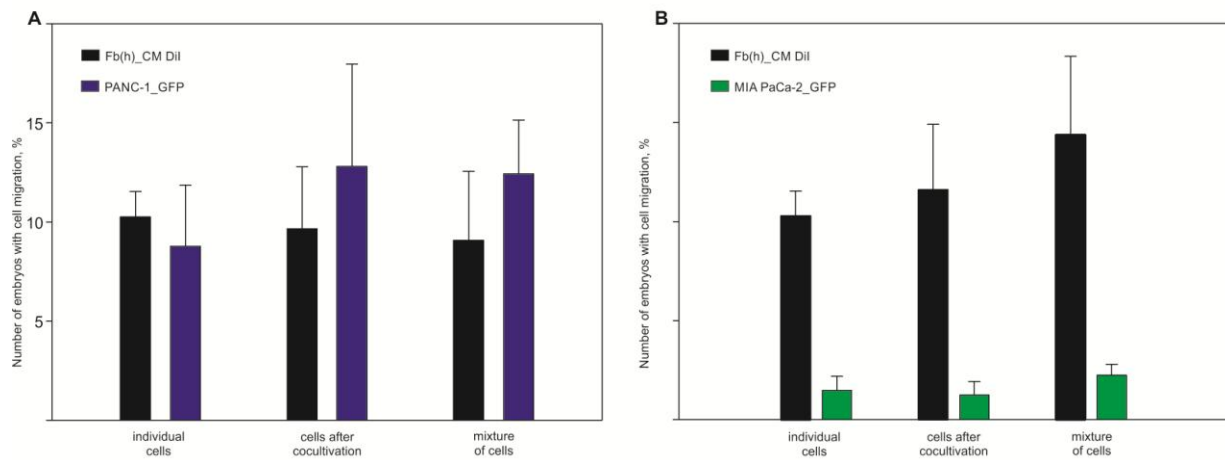 A
Fb(h)_CM DiI
PANC-1_GFP
Number of embryos with cell migration, %
15
10
5
individual
cells
cells after
cocultivation
mixture
of cells
B
Fb(h)_CM DiI
MIA PaCa-2_GFP
Number of embryos with cell migration, %
individual
cells
cells after
cocultivation
mixture
of cells